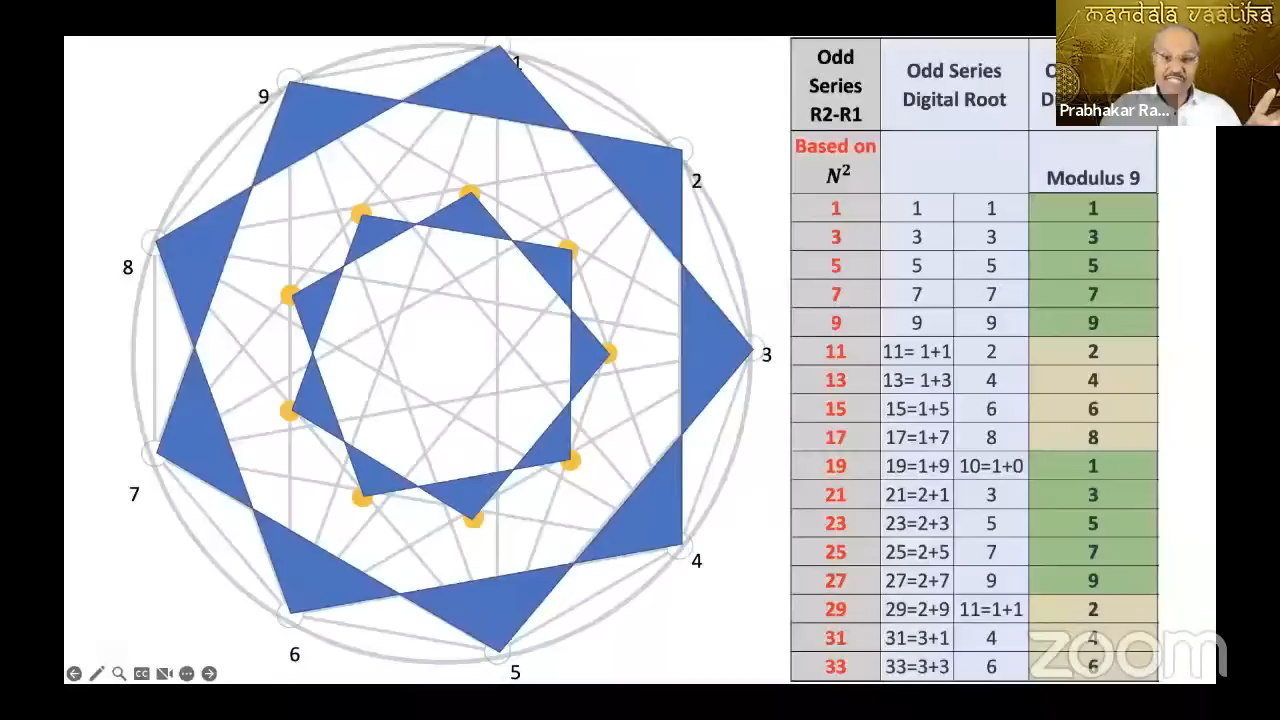 mandala vaatika
Prabhakar Ra...
1
2
3
4
5
6
7
8
9
Odd Series R2-R1 Odd Series Digital Root
Based on N² Modulus 9
1 1 1 1
3 3 3 3
5 5 5 5
7 7 7 7
9 9 9 9
11 11= 1+1 2 2
13 13= 1+3 4 4
15 15=1+5 6 6
17 17=1+7 8 8
19 19=1+9 10=1+0 1
21 21=2+1 3 3
23 23=2+3 5 5
25 25=2+5 7 7
27 27=2+7 9 9
29 29=2+9 11=1+1 2
31 31=3+1 4 4
33 33=3+3 6 6
CC
zoom